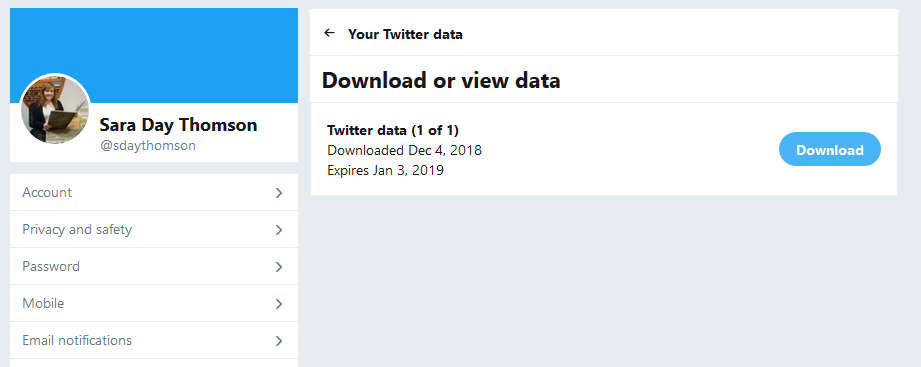 Sara Day Thomson
@sdaythomson
Account
Privacy and safety
Password
Mobile
Email notifications
← Your Twitter data
Download or view data
Twitter data (1 of 1)
Downloaded Dec 4, 2018
Expires Jan 3, 2019
Download